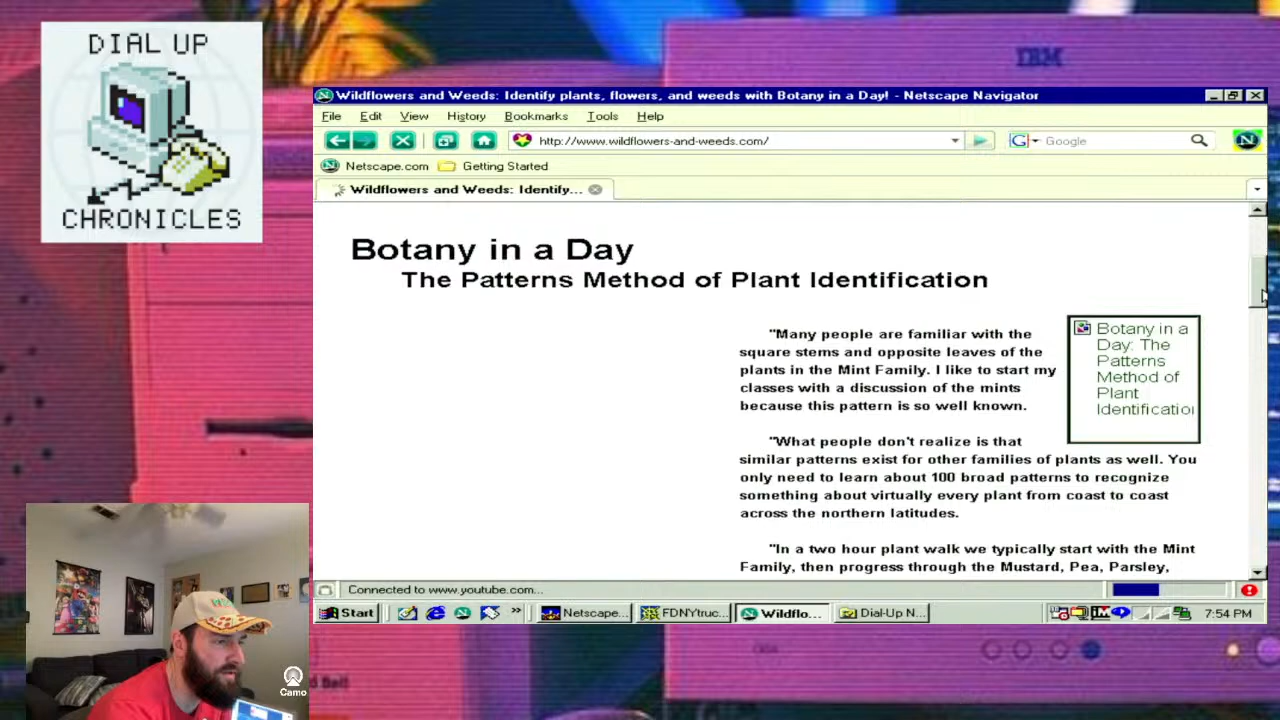 DIAL UP
CHRONICLES
IBM
Wildflowers and Weeds: Identify plants, flowers, and weeds with Botany in a Day! - Netscape Navigator
File Edit View History Bookmarks Tools Help
http://www.wildflowers-and-weeds.com/
G Google
N
Netscape.com Getting Started
Wildflowers and Weeds: Identify...
Botany in a Day
The Patterns Method of Plant Identification
"Many people are familiar with the
square stems and opposite leaves of the
plants in the Mint Family. I like to start my
classes with a discussion of the mints
because this pattern is so well known.
Botany in a
Day: The
Patterns
Method of
Plant
Identificatio
"What people don't realize is that
similar patterns exist for other families of plants as well. You
only need to learn about 100 broad patterns to recognize
something about virtually every plant from coast to coast
across the northern latitudes.
"In a two hour plant walk we typically start with the Mint
Family, then progress through the Mustard, Pea, Parsley,
Connected to www.youtube.com...
Start Netscape... FDNYtruc... Wildflo... Dial-Up N... 7:54 PM
Camo
Bell